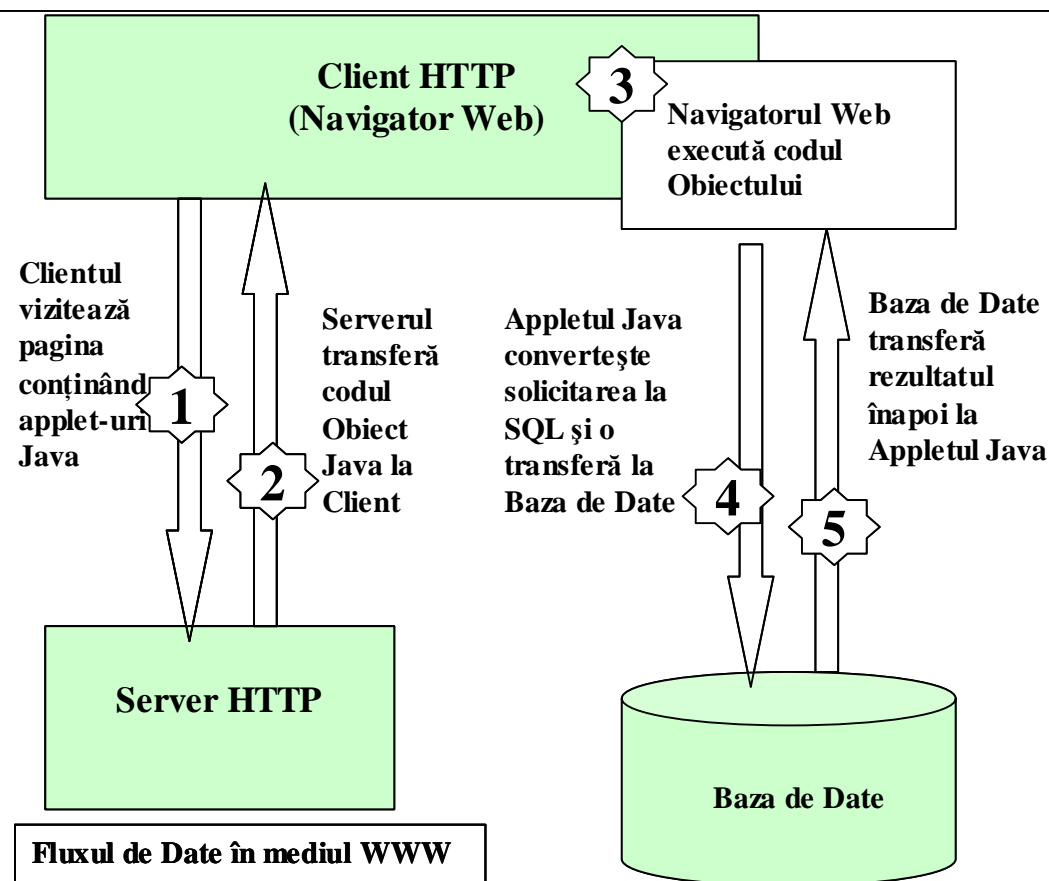 Client HTTP
(Navigator Web)
3
Navigatorul Web
execută codul
Obiectului
Clientul
vizitează
pagina
conţinând
applet-uri
Java
1
Serverul
transferă
codul
Obiect
Java la
Client
2
Appletul Java
converteşte
solicitarea la
SQL şi o
transferă la
Baza de Date
4
Baza de Date
transferă
rezultatul
înapoi la
Appletul Java
5
Server HTTP
Baza de Date
Fluxul de Date în mediul WWW